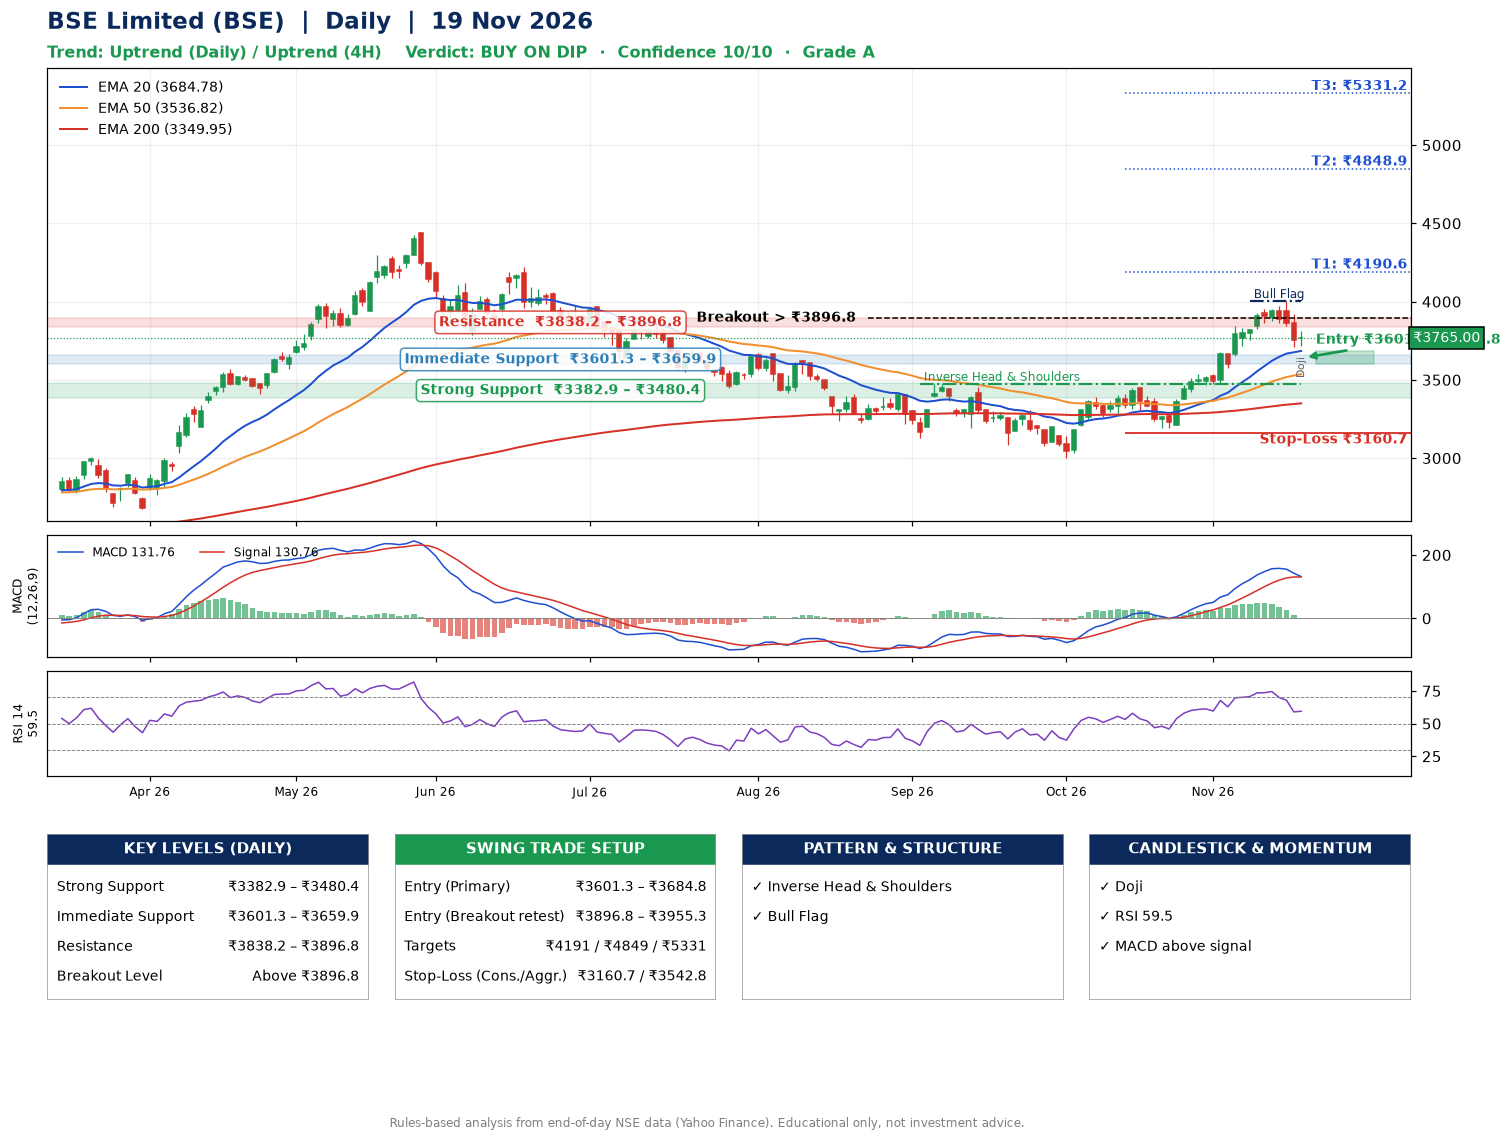 BSE Limited (BSE) | Daily | 19 Nov 2026
Trend: Uptrend (Daily) / Uptrend (4H) Verdict: BUY ON DIP · Confidence 10/10 · Grade A
EMA 20 (3684.78)
EMA 50 (3536.82)
EMA 200 (3349.95)
T3: ₹5331.2
5000
T2: ₹4848.9
4500
T1: ₹4190.6
Bull Flag
4000
Breakout > ₹3896.8
Resistance ₹3838.2 – ₹3896.8
Entry ₹360
₹3765.00
.8
Immediate Support ₹3601.3 – ₹3659.9
Doji
Inverse Head & Shoulders
3500
Strong Support ₹3382.9 – ₹3480.4
Stop-Loss ₹3160.7
3000
MACD 131.76 Signal 130.76
MACD
(12,26,9)
200
0
RSI 14
59.5
75
50
25
Apr 26 May 26 Jun 26 Jul 26 Aug 26 Sep 26 Oct 26 Nov 26
KEY LEVELS (DAILY)
Strong Support ₹3382.9 – ₹3480.4
Immediate Support ₹3601.3 – ₹3659.9
Resistance ₹3838.2 – ₹3896.8
Breakout Level Above ₹3896.8
SWING TRADE SETUP
Entry (Primary) ₹3601.3 – ₹3684.8
Entry (Breakout retest) ₹3896.8 – ₹3955.3
Targets ₹4191 / ₹4849 / ₹5331
Stop-Loss (Cons./Aggr.) ₹3160.7 / ₹3542.8
PATTERN & STRUCTURE
✓ Inverse Head & Shoulders
✓ Bull Flag
CANDLESTICK & MOMENTUM
✓ Doji
✓ RSI 59.5
✓ MACD above signal
Rules-based analysis from end-of-day NSE data (Yahoo Finance). Educational only, not investment advice.